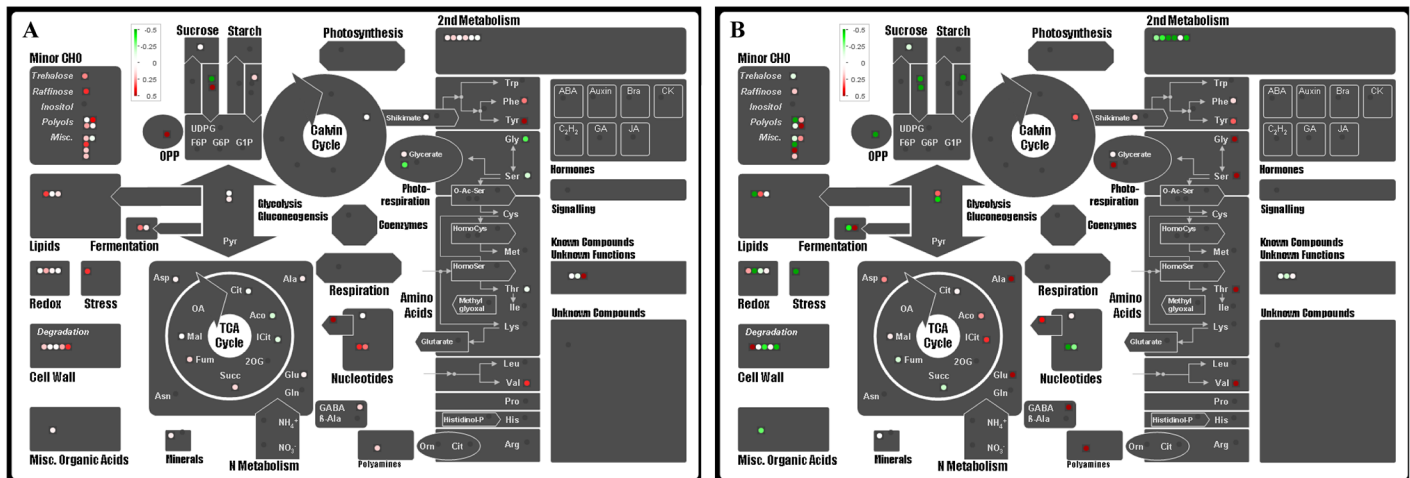 A
-0.5
-0.25
0
0.25
0.5
Minor CHO
Trehalose
Raffinose
Inositol
Polyols
Misc.
Sucrose
Starch
Photosynthesis
2nd Metabolism
UDPG
F6P G6P G1P
OPP
Calvin
Cycle
Shikimate
Trp
Phe
Tyr
Gly
Ser
Glycerate
Photo-
respiration
ABA
Auxin
Bra
CK
C2H2
GA
JA
Hormones
Signalling
Lipids
Fermentation
Glycolysis
Gluconeogensis
Pyr
Coenzymes
O-Ac-Ser
Cys
HomoCys
Met
HomoSer
Thr
Methyl
glyoxal
Ile
Lys
Glutarate
Amino
Acids
Known Compounds
Unknown Functions
Unknown Compounds
Redox
Stress
Degradation
Cell Wall
Misc. Organic Acids
Asp
Ala
Cit
OA
Aco
Mal
TCA
Cycle
ICit
Fum
2OG
Succ
Glu
Asn
Gln
Respiration
Nucleotides
Leu
Val
Pro
Histidinol-P
His
Orn
Cit
Arg
GABA
ß-Ala
NH4+
NO3-
Minerals
N Metabolism
Polyamines
B
-0.5
-0.25
0
0.25
0.5
Minor CHO
Trehalose
Raffinose
Inositol
Polyols
Misc.
Sucrose
Starch
Photosynthesis
2nd Metabolism
UDPG
F6P G6P G1P
OPP
Calvin
Cycle
Shikimate
Trp
Phe
Tyr
Gly
Ser
Glycerate
Photo-
respiration
ABA
Auxin
Bra
CK
C2H2
GA
JA
Hormones
Signalling
Lipids
Fermentation
Glycolysis
Gluconeogensis
Pyr
Coenzymes
O-Ac-Ser
Cys
HomoCys
Met
HomoSer
Thr
Methyl
glyoxal
Ile
Lys
Glutarate
Amino
Acids
Known Compounds
Unknown Functions
Unknown Compounds
Redox
Stress
Degradation
Cell Wall
Misc. Organic Acids
Asp
Ala
Cit
OA
Aco
Mal
TCA
Cycle
ICit
Fum
2OG
Succ
Glu
Asn
Gln
Respiration
Nucleotides
Leu
Val
Pro
Histidinol-P
His
Orn
Cit
Arg
GABA
ß-Ala
NH4+
NO3-
Minerals
N Metabolism
Polyamines